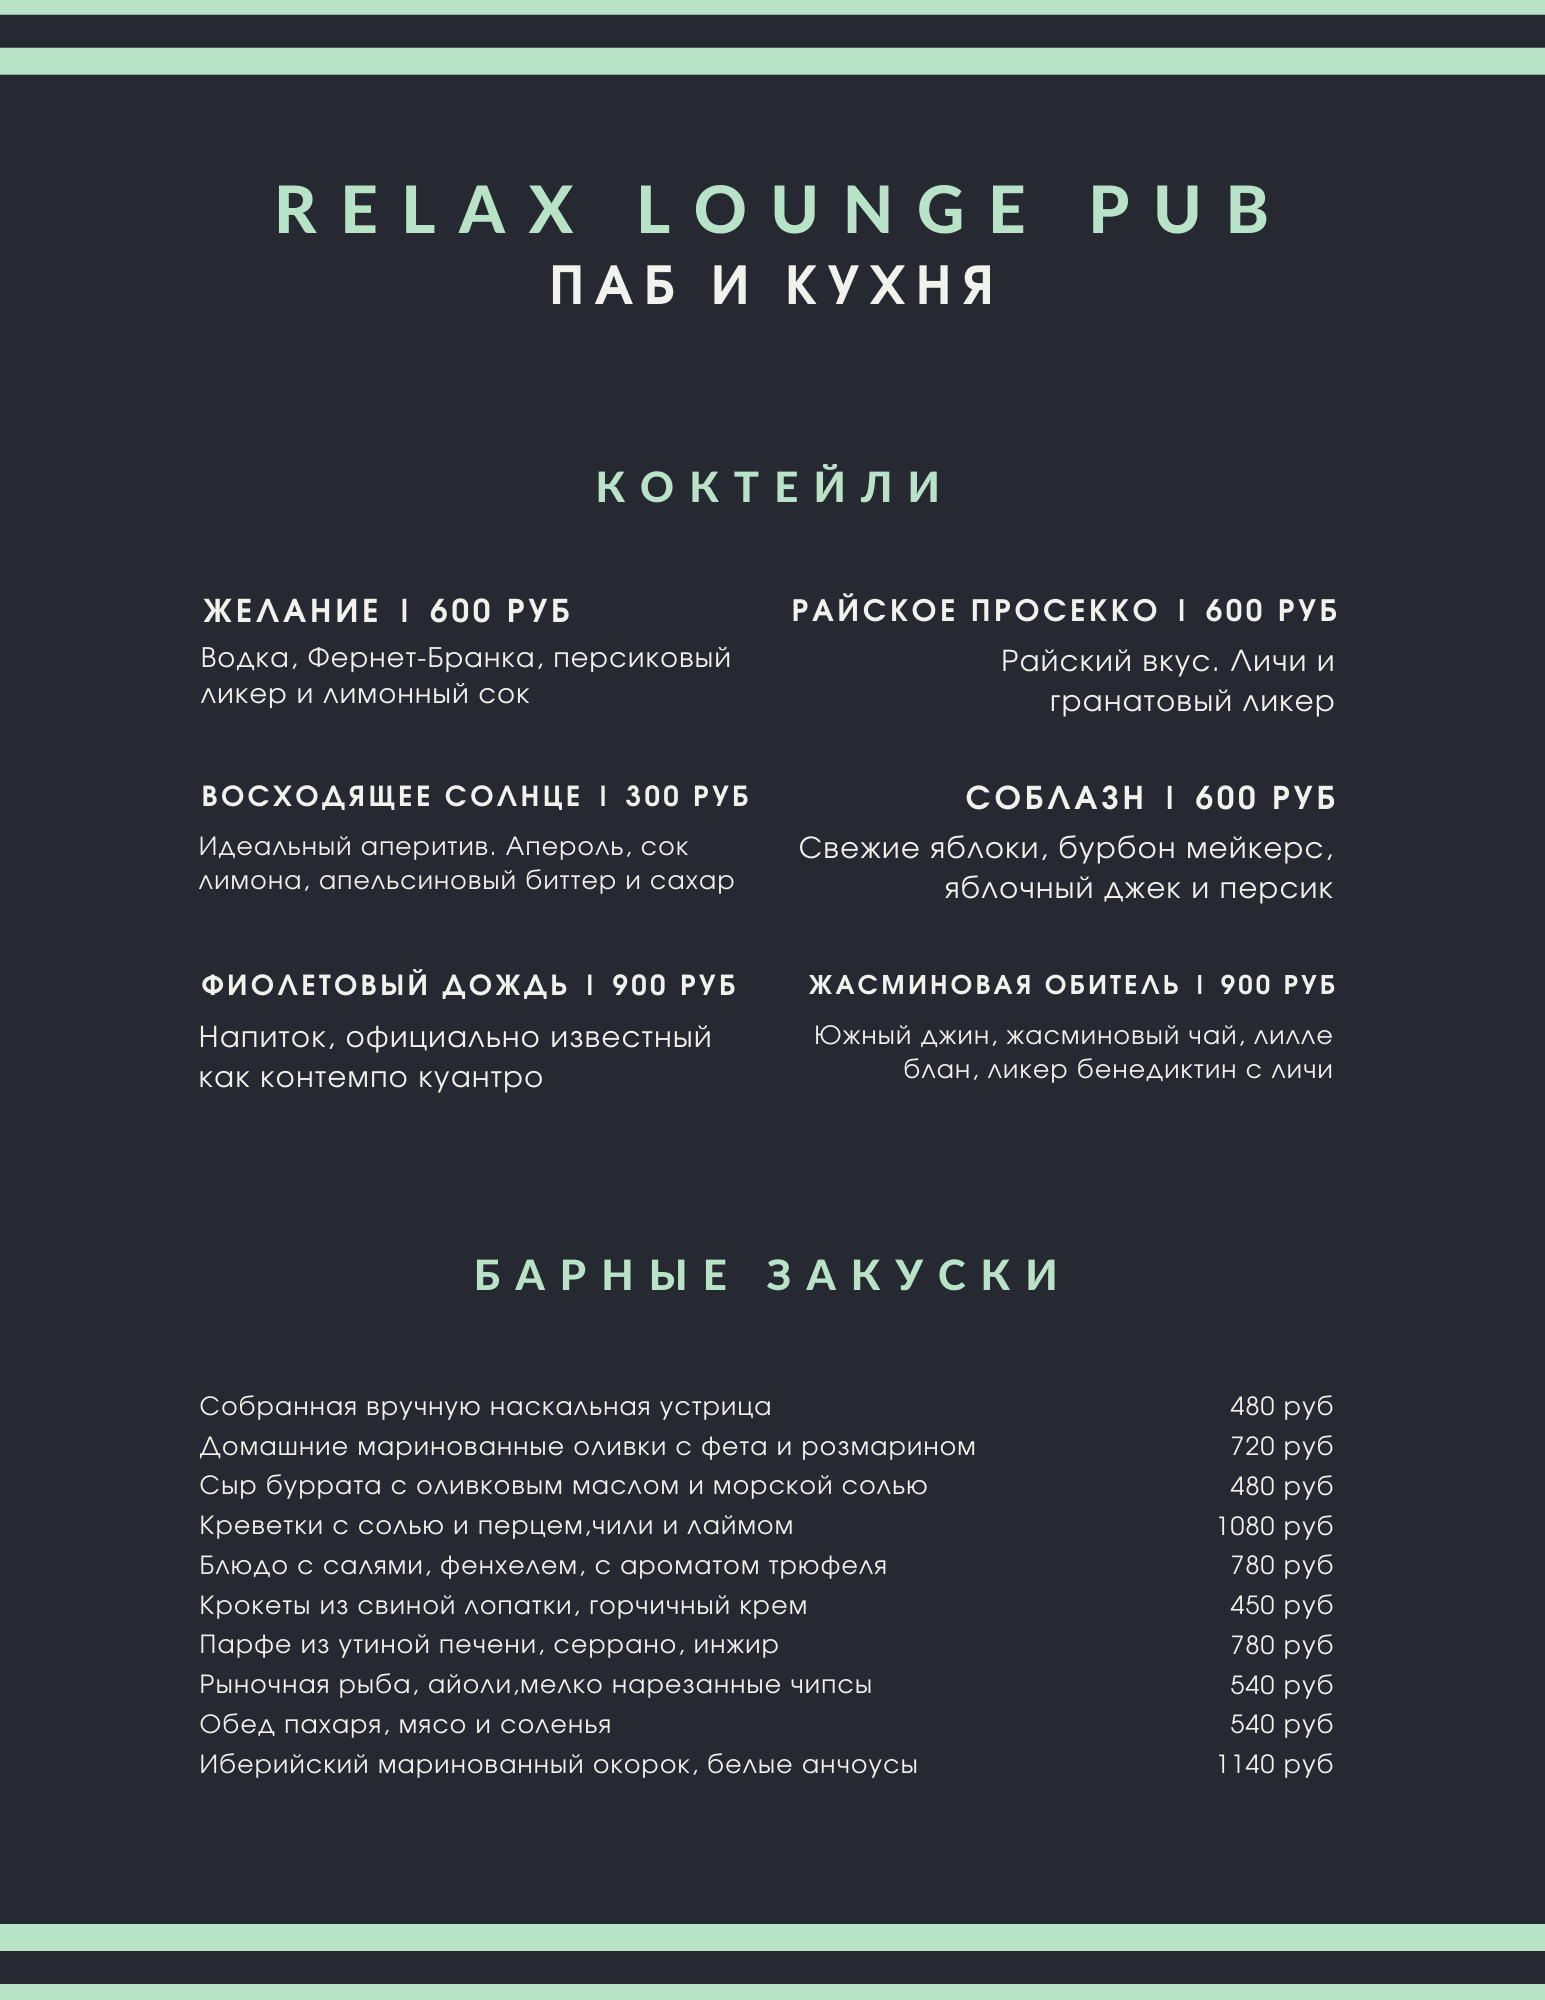 RELAX LOUNGE PUB
ПАБ И КУХНЯ
КОКТЕЙЛИ
ЖЕЛАНИЕ | 600 РУБ
Водка, Фернет-Бранка, персиковый
ликер и лимонный сок
РАЙСКОЕ ПРОСЕККО | 600 РУБ
Райский вкус. Личи и
гранатовый ликер
ВОСХОДЯЩЕЕ СОЛНЦЕ | 300 РУБ
Идеальный аперитив. Апероль, сок
лимона, апельсиновый биттер и сахар
СОБЛАЗН | 600 РУБ
Свежие яблоки, бурбон мейкерс,
яблочный джек и персик
ФИОЛЕТОВЫЙ ДОЖДЬ | 900 РУБ
Напиток, официально известный
как контемпо куантро
ЖАСМИНОВАЯ ОБИТЕЛЬ | 900 РУБ
Южный джин, жасминовый чай, лилле
блан, ликер бенедиктин с личи
БАРНЫЕ ЗАКУСКИ
Собранная вручную наскальная устрица 480 руб
Домашние маринованные оливки с фета и розмарином 720 руб
Сыр буррата с оливковым маслом и морской солью 480 руб
Креветки с солью и перцем,чили и лаймом 1080 руб
Блюдо с салями, фенхелем, с ароматом трюфеля 780 руб
Крокеты из свиной лопатки, горчичный крем 450 руб
Парфе из утиной печени, серрано, инжир 780 руб
Рыночная рыба, айоли,мелко нарезанные чипсы 540 руб
Обед пахаря, мясо и соленья 540 руб
Иберийский маринованный окорок, белые анчоусы 1140 руб